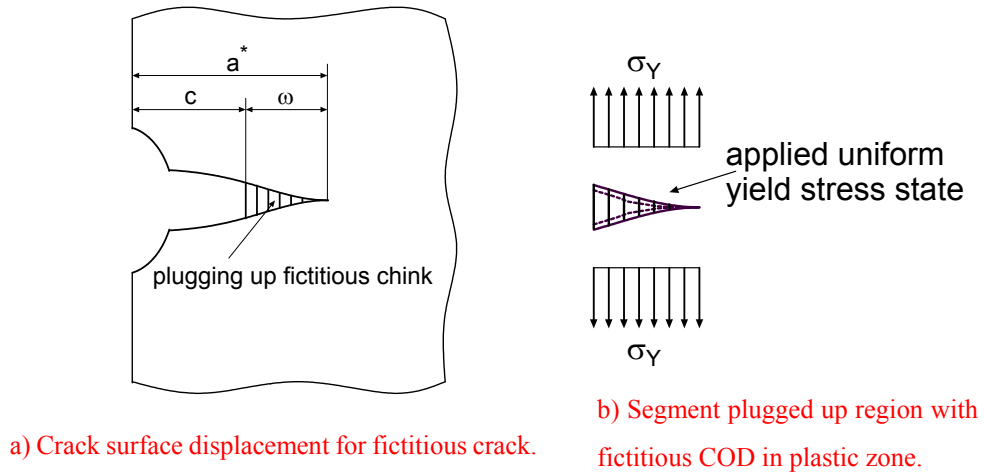 a*
c
ω
plugging up fictitious chink
a) Crack surface displacement for fictitious crack.
σY
applied uniform
yield stress state
σY
b) Segment plugged up region with
fictitious COD in plastic zone.